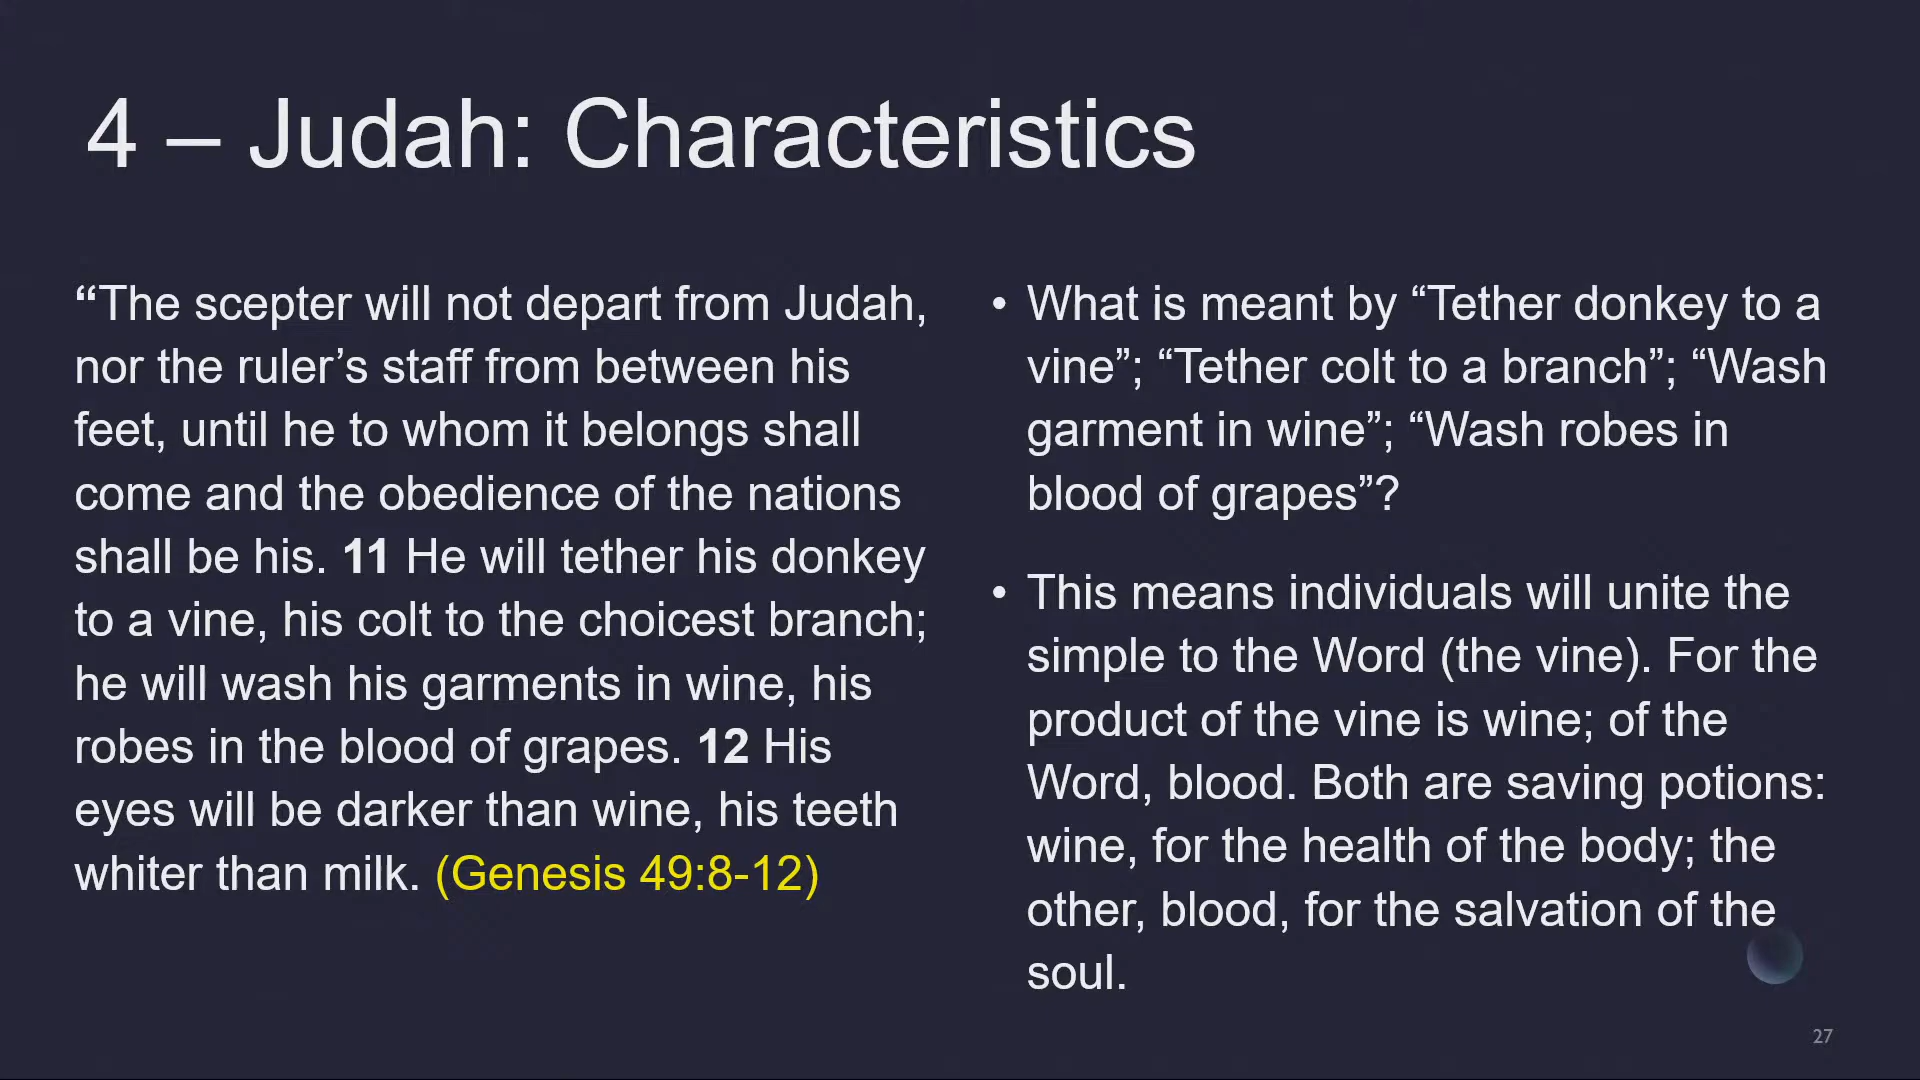 4 – Judah: Characteristics
“The scepter will not depart from Judah,
nor the ruler’s staff from between his
feet, until he to whom it belongs shall
come and the obedience of the nations
shall be his. 11 He will tether his donkey
to a vine, his colt to the choicest branch;
he will wash his garments in wine, his
robes in the blood of grapes. 12 His
eyes will be darker than wine, his teeth
whiter than milk. (Genesis 49:8-12)
• What is meant by “Tether donkey to a
vine”; “Tether colt to a branch”; “Wash
garment in wine”; “Wash robes in
blood of grapes”?
• This means individuals will unite the
simple to the Word (the vine). For the
product of the vine is wine; of the
Word, blood. Both are saving potions:
wine, for the health of the body; the
other, blood, for the salvation of the
soul.
27